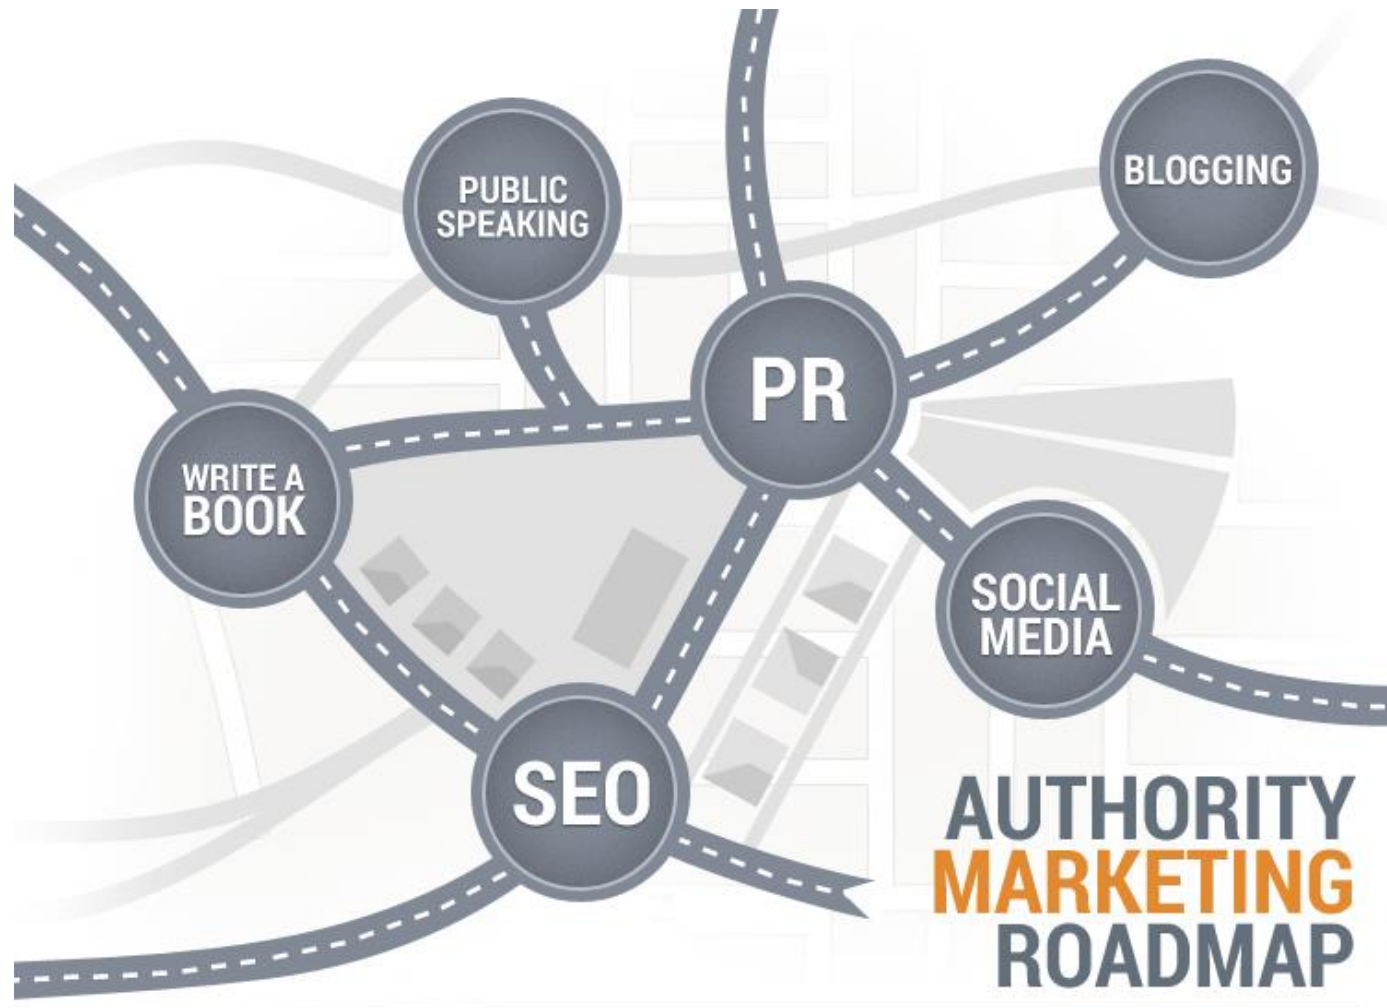 PUBLIC
SPEAKING
BLOGGING
PR
WRITE A
BOOK
SOCIAL
MEDIA
SEO
AUTHORITY
MARKETING
ROADMAP